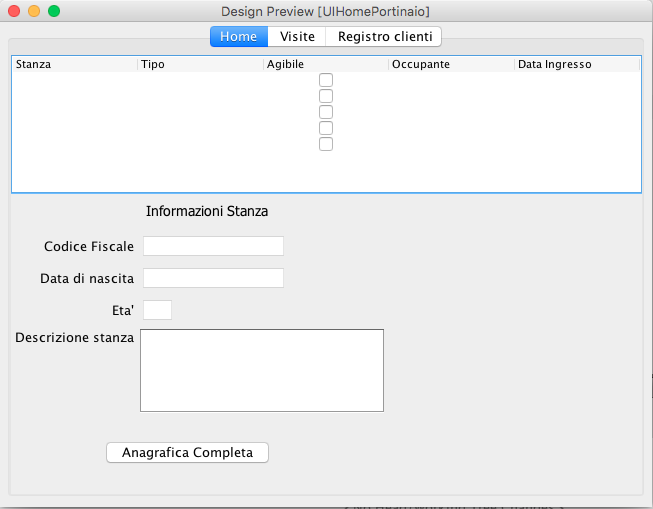 Design Preview [UIHomePortinaio]
Home Visite Registro clienti
Stanza Tipo Agibile Occupante Data Ingresso
Informazioni Stanza
Codice Fiscale
Data di nascita
Eta'
Descrizione stanza
Anagrafica Completa